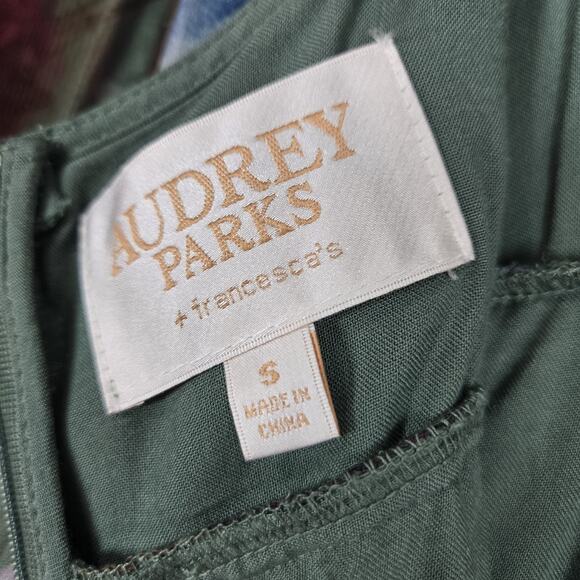 AUDREY
PARKS
+ francesca's
S
MADE IN
CHINA